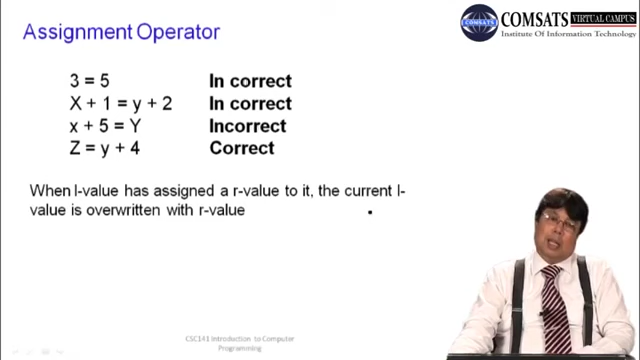 COMSATS VIRTUAL CAMPUS
Institute Of Information Technology
Assignment Operator
3 = 5 In correct
X + 1 = y + 2 In correct
x + 5 = Y Incorrect
Z = y + 4 Correct
When l-value has assigned a r-value to it, the current l-
value is overwritten with r-value
CSC141 Introduction to Computer
Programming